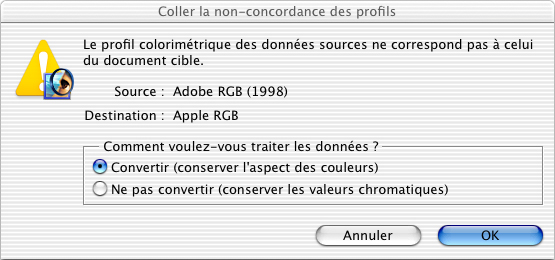 Coller la non-concordance des profils
Le profil colorimétrique des données sources ne correspond pas à celui
du document cible.
Source : Adobe RGB (1998)
Destination : Apple RGB
Comment voulez-vous traiter les données ?
Convertir (conserver l'aspect des couleurs)
Ne pas convertir (conserver les valeurs chromatiques)
Annuler OK